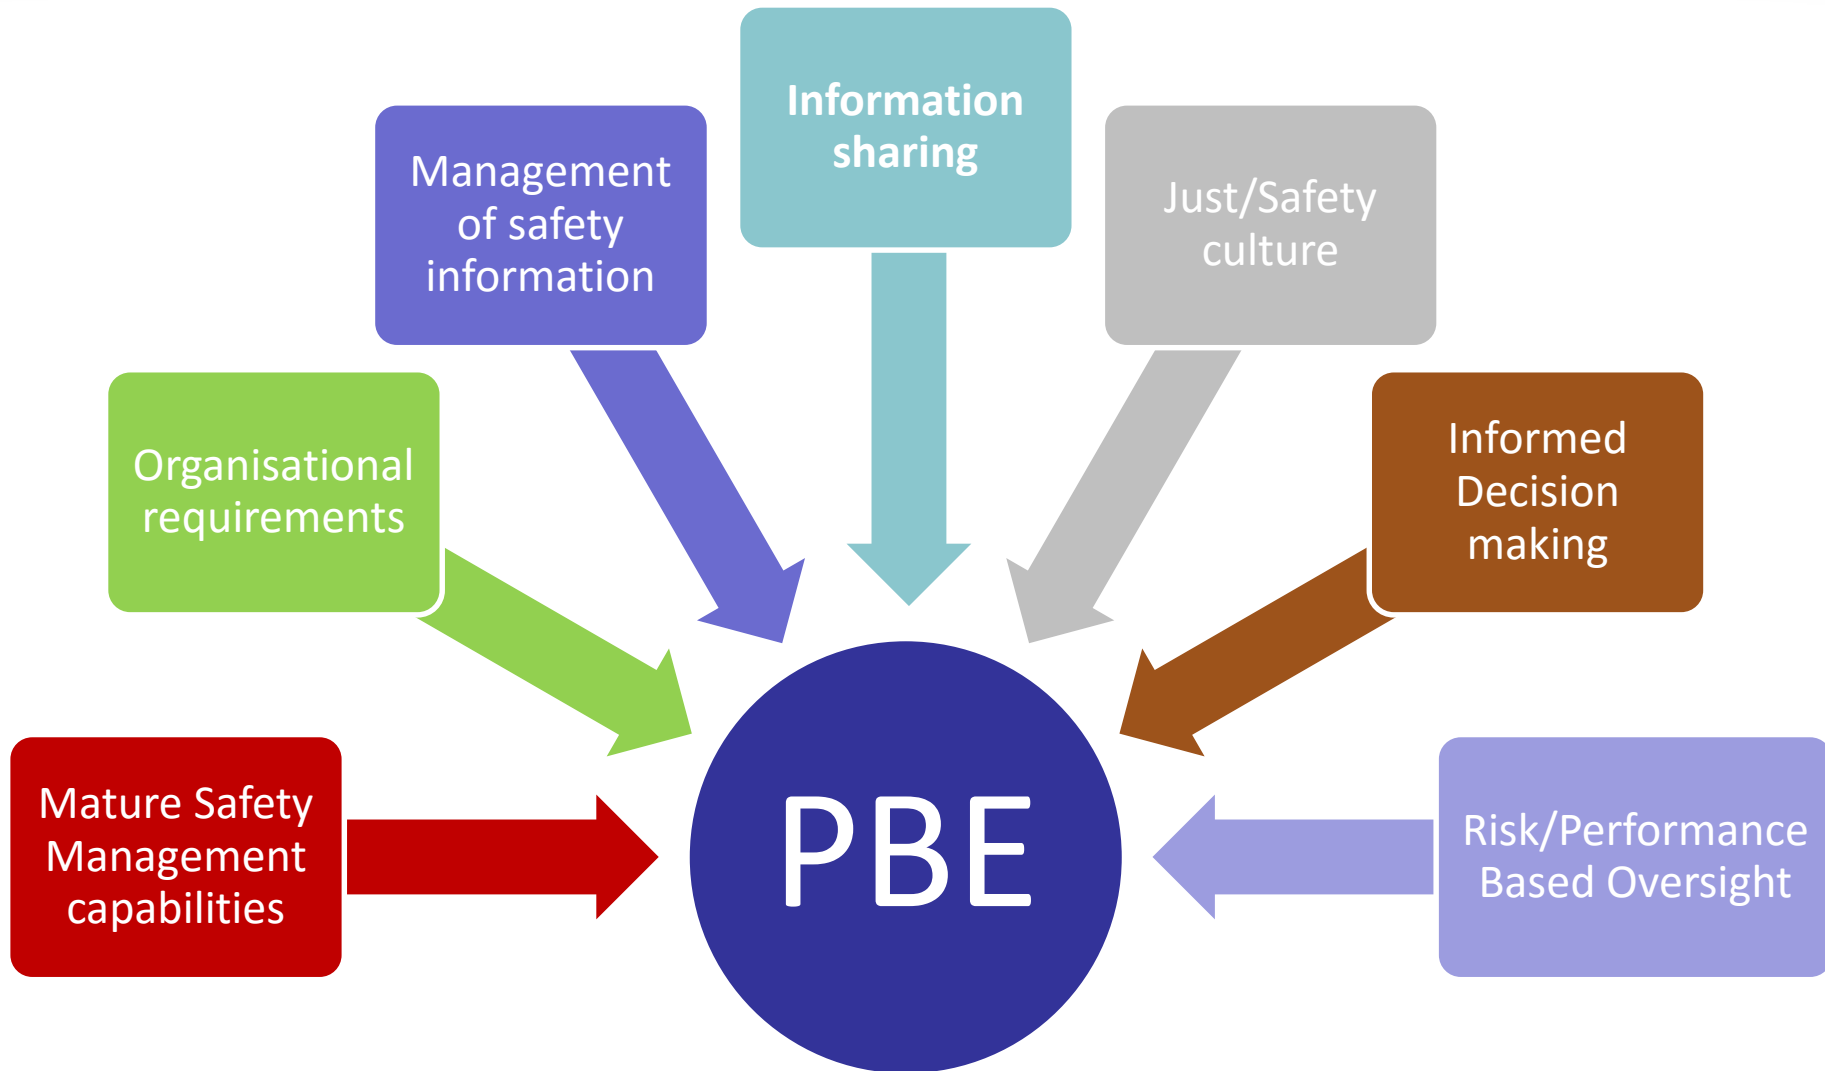 Information
sharing
Management
of safety
information
Just/Safety
culture
Organisational
requirements
Informed
Decision
making
Mature Safety
Management
capabilities
PBE
Risk/Performance
Based Oversight